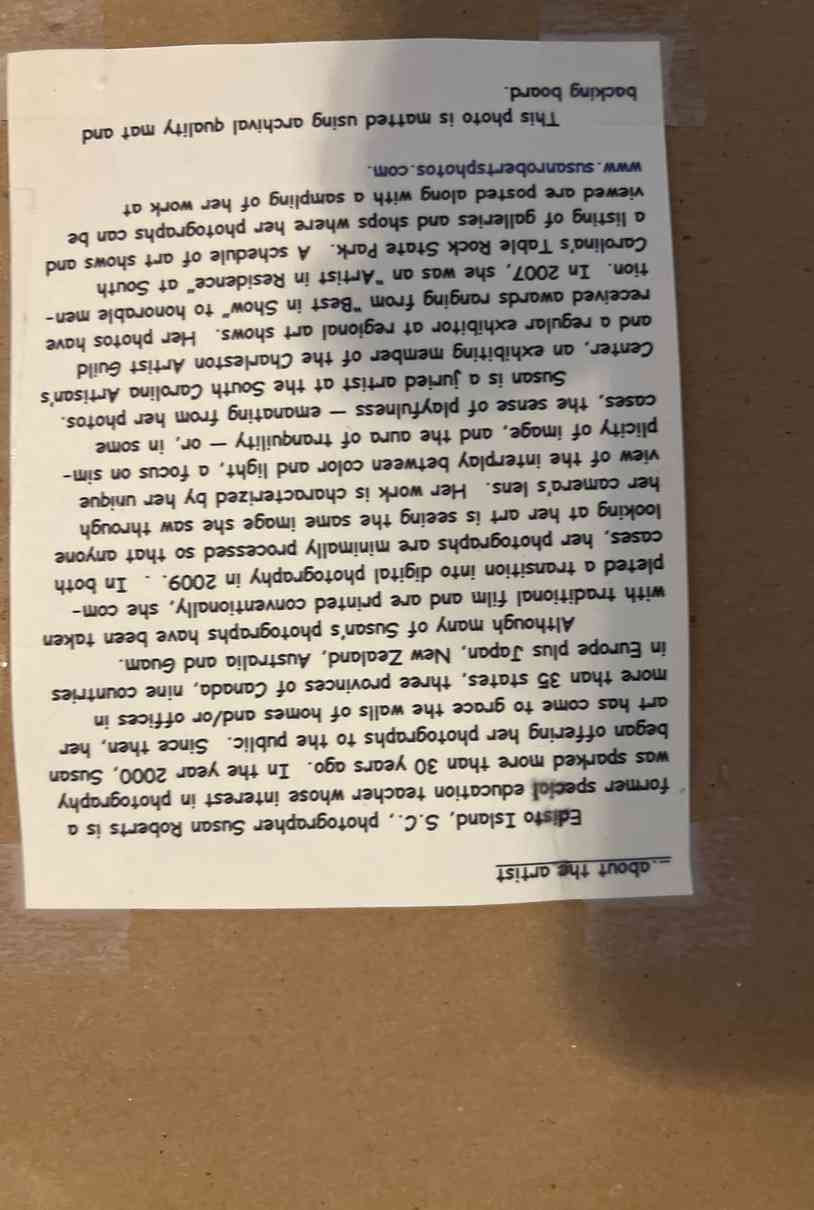 ...about the artist
Edisto Island, S.C., photographer Susan Roberts is a
former special education teacher whose interest in photography
was sparked more than 30 years ago. In the year 2000, Susan
began offering her photographs to the public. Since then, her
art has come to grace the walls of homes and/or offices in
more than 35 states, three provinces of Canada, nine countries
in Europe plus Japan, New Zealand, Australia and Guam.
Although many of Susan's photographs have been taken
with traditional film and are printed conventionally, she com-
pleted a transition into digital photography in 2009. . In both
cases, her photographs are minimally processed so that anyone
looking at her art is seeing the same image she saw through
her camera's lens. Her work is characterized by her unique
view of the interplay between color and light, a focus on sim-
plicity of image, and the aura of tranquility — or, in some
cases, the sense of playfulness — emanating from her photos.
Susan is a juried artist at the South Carolina Artisan's
Center, an exhibiting member of the Charleston Artist Guild
and a regular exhibitor at regional art shows. Her photos have
received awards ranging from "Best in Show" to honorable men-
tion. In 2007, she was an "Artist in Residence" at South
Carolina's Table Rock State Park. A schedule of art shows and
a listing of galleries and shops where her photographs can be
viewed are posted along with a sampling of her work at
www.susanrobertsphotos.com.
This photo is matted using archival quality mat and
backing board.